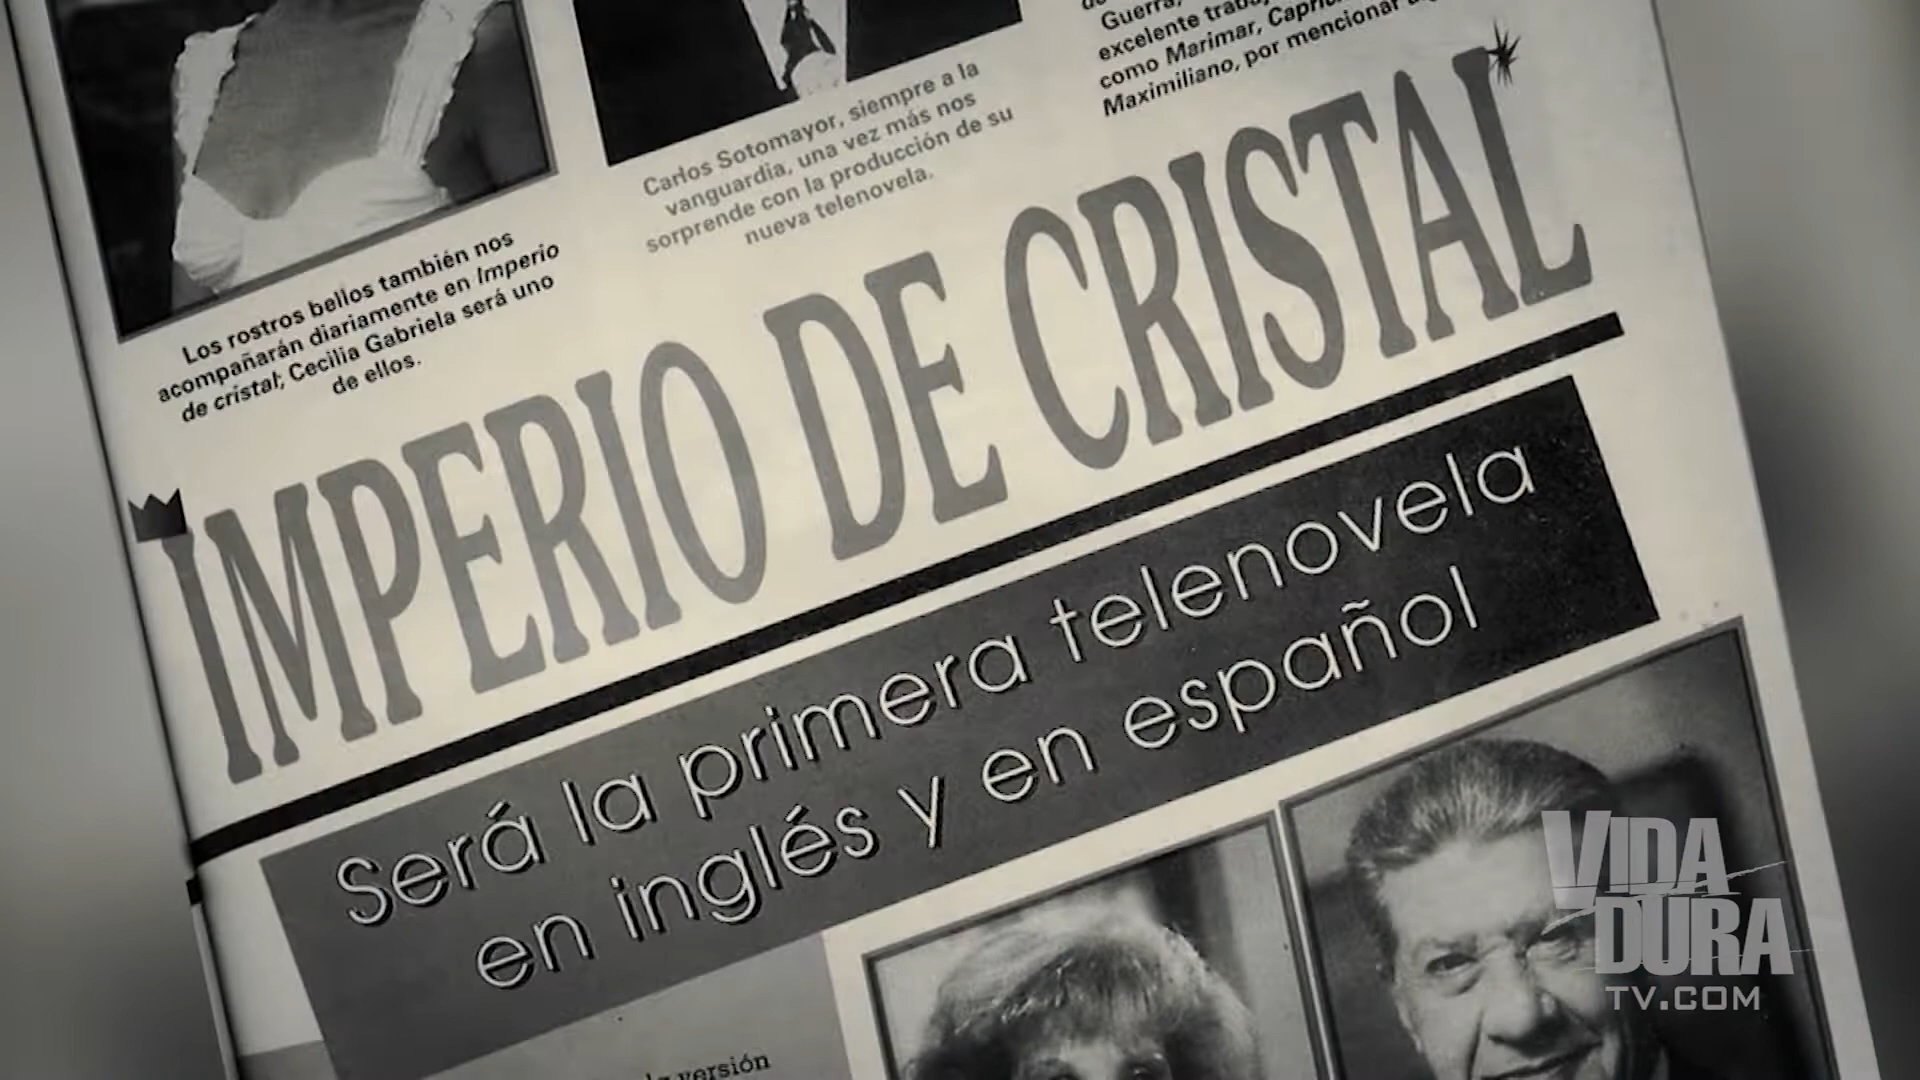 Guerra,
excelente
como Marimar,
Maximiliano, por mencionar
Carlos Sotomayor, siempre a la
vanguardia, una vez más nos
sorprende con la producción de su
nueva telenovela.
Los rostros bellos también nos
acompañarán diariamente en Imperio
de cristal; Cecilia Gabriela será uno
de ellos.
IMPERIO DE CRISTAL
Será la primera telenovela
en inglés y en español
versión
VIDA
DURA
TV.COM